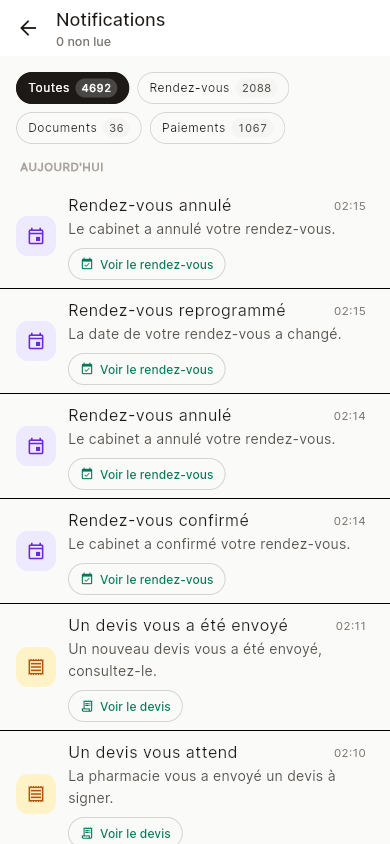 Notifications
0 non lue
Toutes 4692 Rendez-vous 2088
Documents 36 Paiements 1067
AUJOURD'HUI
Rendez-vous annulé 02:15
Le cabinet a annulé votre rendez-vous.
Voir le rendez-vous
Rendez-vous reprogrammé 02:15
La date de votre rendez-vous a changé.
Voir le rendez-vous
Rendez-vous annulé 02:14
Le cabinet a annulé votre rendez-vous.
Voir le rendez-vous
Rendez-vous confirmé 02:14
Le cabinet a confirmé votre rendez-vous.
Voir le rendez-vous
Un devis vous a été envoyé 02:11
Un nouveau devis vous a été envoyé,
consultez-le.
Voir le devis
Un devis vous attend 02:10
La pharmacie vous a envoyé un devis à
signer.
Voir le devis